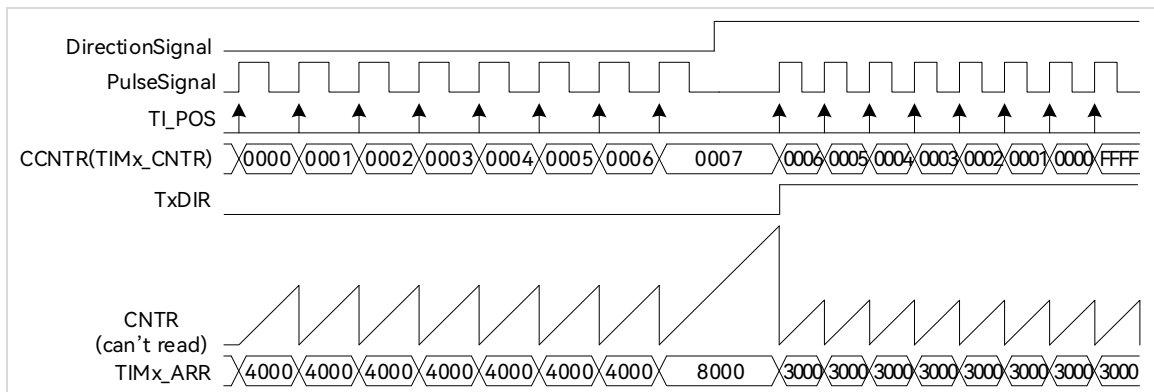 DirectionSignal
PulseSignal
TI_POS
CCNTR(TIMx_CNTR) 0000 0001 0002 0003 0004 0005 0006 0007 0006 0005 0004 0003 0002 0001 0000 FFFF
TxDIR
CNTR
(can't read)
TIMx_ARR 4000 4000 4000 4000 4000 4000 4000 8000 3000 3000 3000 3000 3000 3000 3000 3000